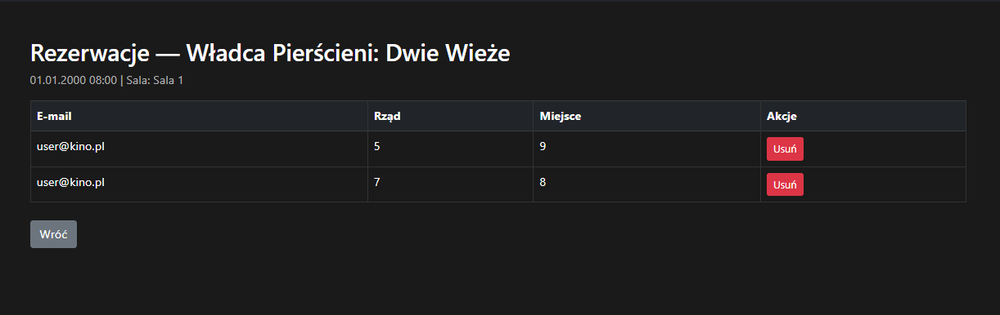 Rezerwacje — Władca Pierścieni: Dwie Wieże
01.01.2000 08:00 | Sala: Sala 1
E-mail Rząd Miejsce Akcje
user@kino.pl 5 9 Usuń
user@kino.pl 7 8 Usuń
Wróć